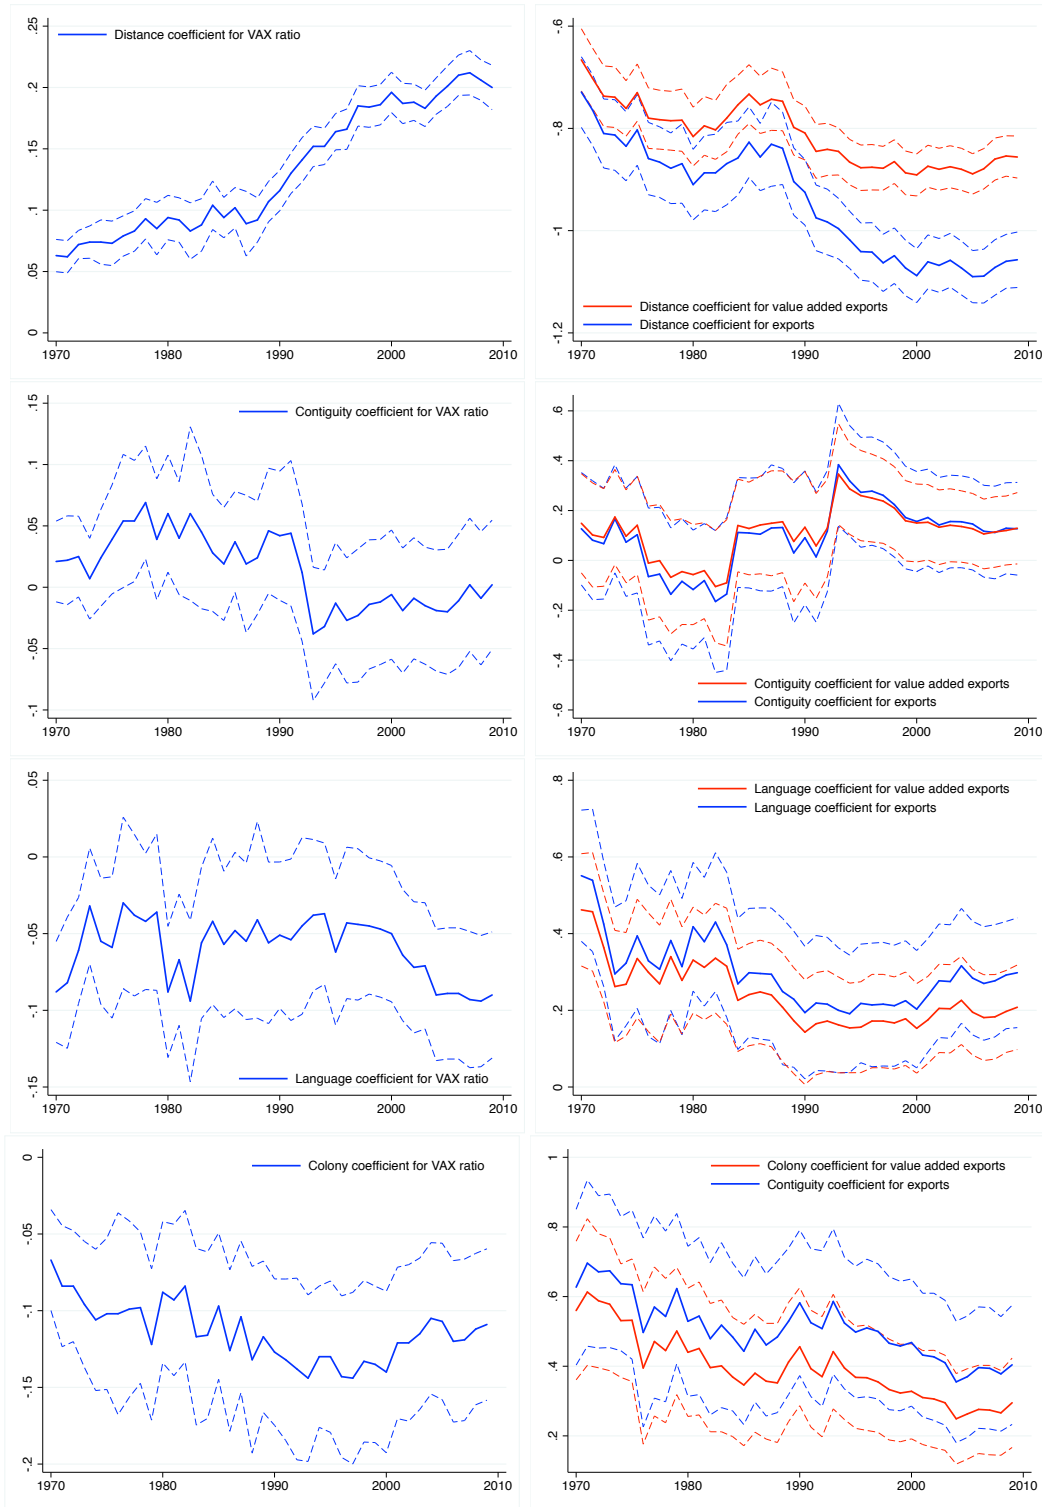 .25
.2
.15
.1
.05
0
Distance coefficient for VAX ratio
1970 1980 1990 2000 2010
-.6
-.8
-1
-1.2
Distance coefficient for value added exports
Distance coefficient for exports
1970 1980 1990 2000 2010
.15
.1
.05
0
-.05
-.1
Contiguity coefficient for VAX ratio
1970 1980 1990 2000 2010
.6
.4
.2
0
-.2
-.4
-.6
Contiguity coefficient for value added exports
Contiguity coefficient for exports
1970 1980 1990 2000 2010
.05
0
-.05
-.1
-.15
Language coefficient for VAX ratio
1970 1980 1990 2000 2010
.8
.6
.4
.2
0
Language coefficient for value added exports
Language coefficient for exports
1970 1980 1990 2000 2010
0
-.05
-.1
-.15
-.2
Colony coefficient for VAX ratio
1970 1980 1990 2000 2010
1
.8
.6
.4
.2
Colony coefficient for value added exports
Contiguity coefficient for exports
1970 1980 1990 2000 2010